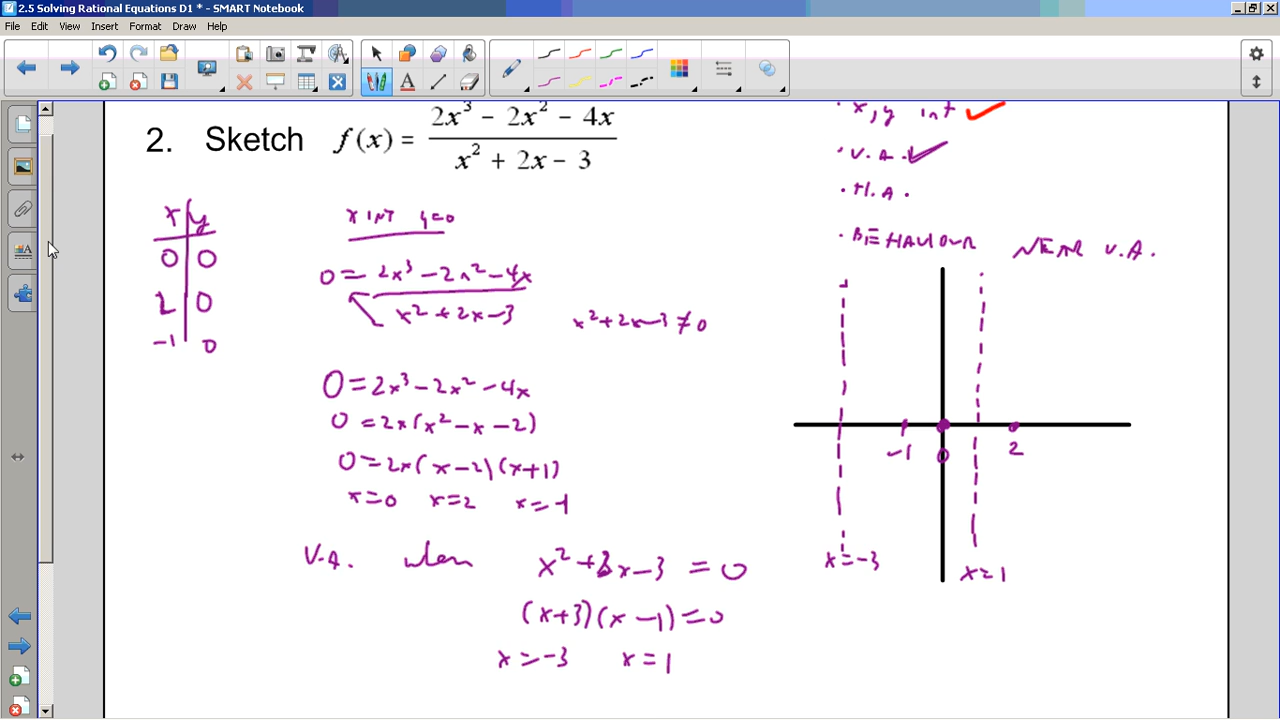 2.5 Solving Rational Equations D1 * - SMART Notebook
File Edit View Insert Format Draw Help
2. Sketch f(x) = (2x³ − 2x² − 4x)/(x² + 2x − 3)
· x, y int ✓
· V.A. ✓
· H.A.
· BEHAVIOUR NEAR V.A.
x | y
0 | 0
2 | 0
-1 | 0
x INT y=0
0 = (2x³ − 2x² − 4x)/(x² + 2x − 3)
x² + 2x − 3 ≠ 0
0 = 2x³ − 2x² − 4x
0 = 2x(x² − x − 2)
0 = 2x(x − 2)(x + 1)
x = 0 x = 2 x = −1
V.A. when x² + 2x − 3 = 0
(x + 3)(x − 1) = 0
x = −3 x = 1
-1 0 2
x = −3 x = 1